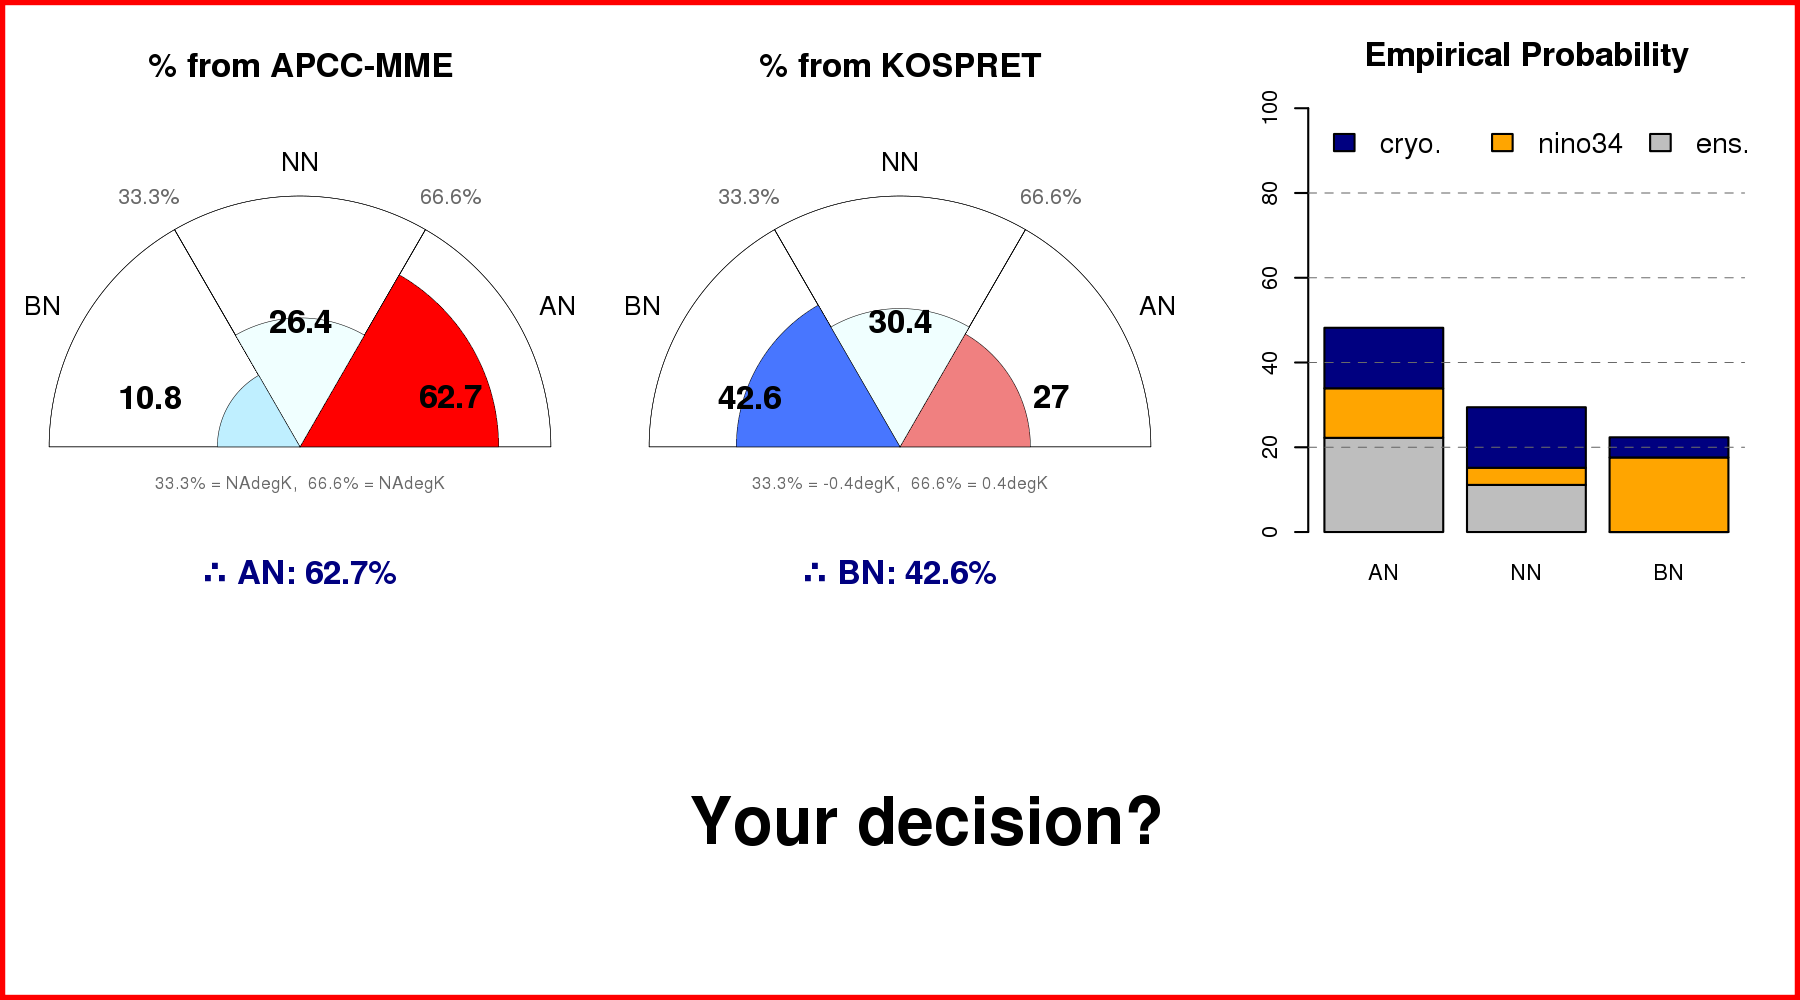 % from APCC-MME
NN
33.3%
66.6%
BN
AN
26.4
10.8
62.7
33.3% = NAdegK, 66.6% = NAdegK
∴ AN: 62.7%
% from KOSPRET
NN
33.3%
66.6%
BN
AN
30.4
42.6
27
33.3% = -0.4degK, 66.6% = 0.4degK
∴ BN: 42.6%
Empirical Probability
cryo. nino34 ens.
100
80
60
40
20
0
AN NN BN
Your decision?